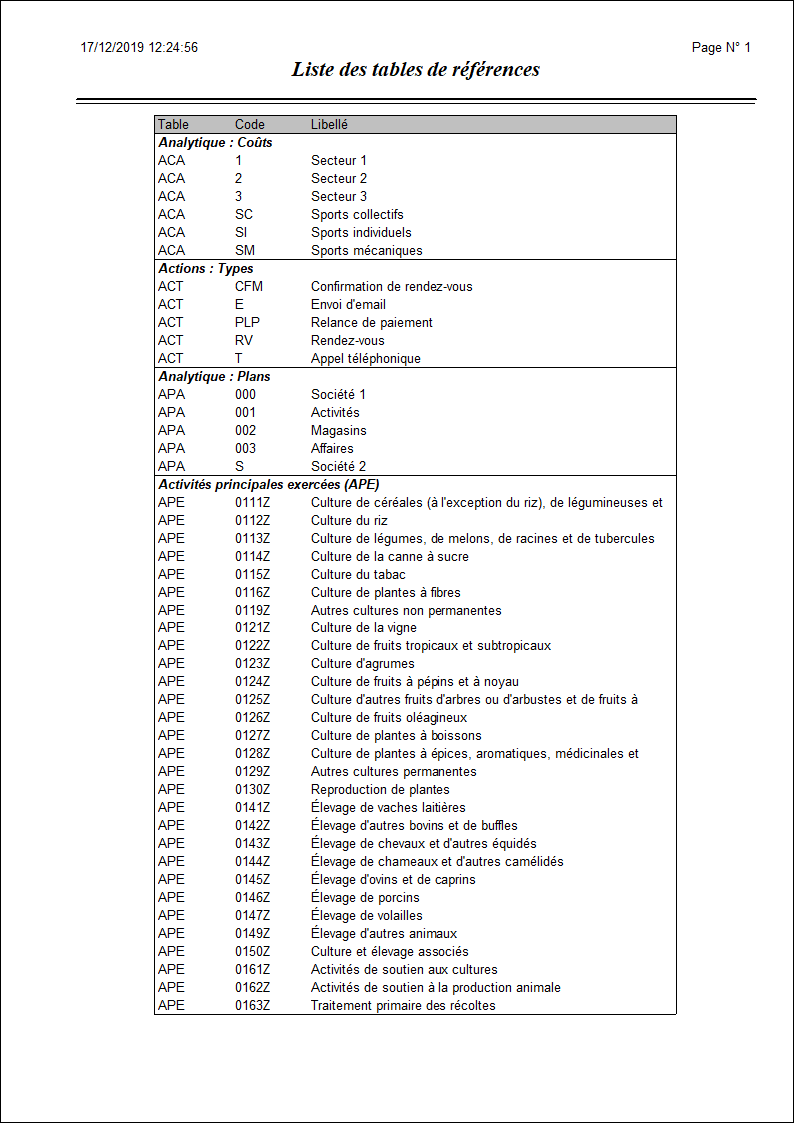 17/12/2019 12:24:56 Page N° 1
Liste des tables de références
Table Code Libellé
Analytique : Coûts
ACA 1 Secteur 1
ACA 2 Secteur 2
ACA 3 Secteur 3
ACA SC Sports collectifs
ACA SI Sports individuels
ACA SM Sports mécaniques
Actions : Types
ACT CFM Confirmation de rendez-vous
ACT E Envoi d'email
ACT PLP Relance de paiement
ACT RV Rendez-vous
ACT T Appel téléphonique
Analytique : Plans
APA 000 Société 1
APA 001 Activités
APA 002 Magasins
APA 003 Affaires
APA S Société 2
Activités principales exercées (APE)
APE 0111Z Culture de céréales (à l'exception du riz), de légumineuses et
APE 0112Z Culture du riz
APE 0113Z Culture de légumes, de melons, de racines et de tubercules
APE 0114Z Culture de la canne à sucre
APE 0115Z Culture du tabac
APE 0116Z Culture de plantes à fibres
APE 0119Z Autres cultures non permanentes
APE 0121Z Culture de la vigne
APE 0122Z Culture de fruits tropicaux et subtropicaux
APE 0123Z Culture d'agrumes
APE 0124Z Culture de fruits à pépins et à noyau
APE 0125Z Culture d'autres fruits d'arbres ou d'arbustes et de fruits à
APE 0126Z Culture de fruits oléagineux
APE 0127Z Culture de plantes à boissons
APE 0128Z Culture de plantes à épices, aromatiques, médicinales et
APE 0129Z Autres cultures permanentes
APE 0130Z Reproduction de plantes
APE 0141Z Élevage de vaches laitières
APE 0142Z Élevage d'autres bovins et de buffles
APE 0143Z Élevage de chevaux et d'autres équidés
APE 0144Z Élevage de chameaux et d'autres camélidés
APE 0145Z Élevage d'ovins et de caprins
APE 0146Z Élevage de porcins
APE 0147Z Élevage de volailles
APE 0149Z Élevage d'autres animaux
APE 0150Z Culture et élevage associés
APE 0161Z Activités de soutien aux cultures
APE 0162Z Activités de soutien à la production animale
APE 0163Z Traitement primaire des récoltes